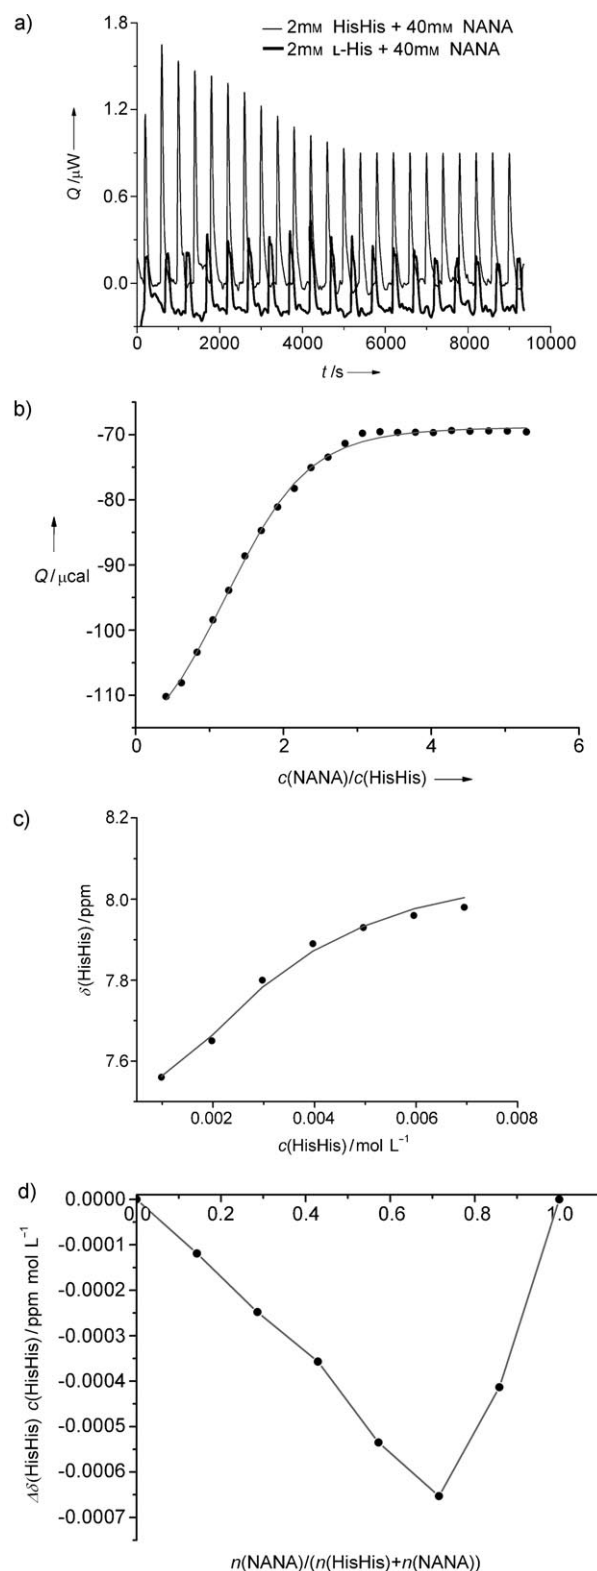 a)
2mM HisHis + 40mM NANA
2mM L-His + 40mM NANA
1.8
1.2
0.6
0.0
Q /µW
0 2000 4000 6000 8000 10000
t /s
b)
-70
-80
-90
-100
-110
Q / µcal
0 2 4 6
c(NANA)/c(HisHis)
c)
8.2
8.0
7.8
7.6
δ(HisHis) / ppm
0.002 0.004 0.006 0.008
c(HisHis) / mol L⁻¹
d)
0.0000
-0.0001
-0.0002
-0.0003
-0.0004
-0.0005
-0.0006
-0.0007
0.0 0.2 0.4 0.6 0.8 1.0
Δδ(HisHis) c(HisHis) / ppm mol L⁻¹
n(NANA)/(n(HisHis)+n(NANA))